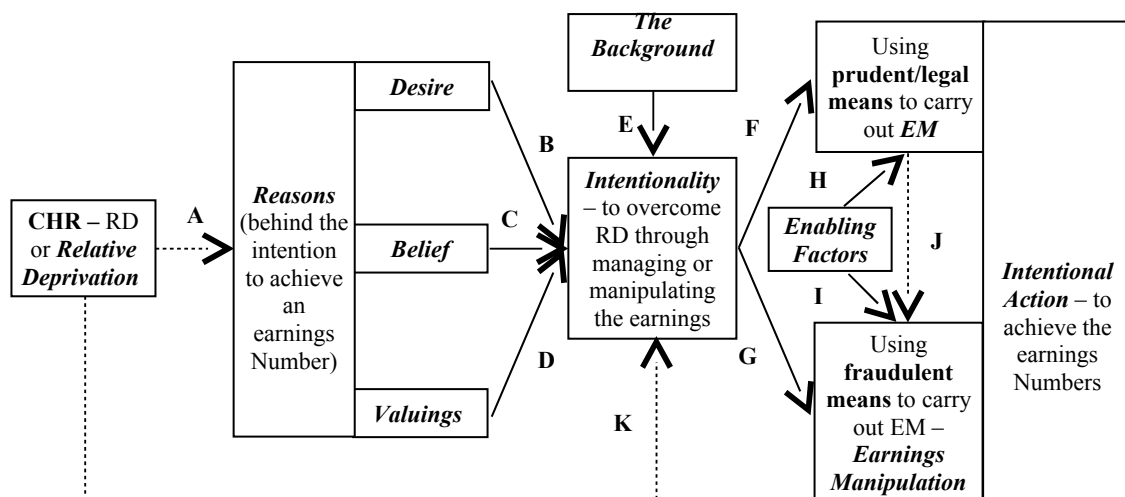 CHR – RD
or Relative
Deprivation
A
Reasons
(behind the
intention
to achieve
an
earnings
Number)
Desire
Belief
Valuings
B
C
D
The
Background
E
Intentionality
– to overcome
RD through
managing or
manipulating
the earnings
K
F
G
Using
prudent/legal
means to carry
out EM
H
Enabling
Factors
I
J
Using
fraudulent
means to carry
out EM –
Earnings
Manipulation
Intentional
Action – to
achieve the
earnings
Numbers